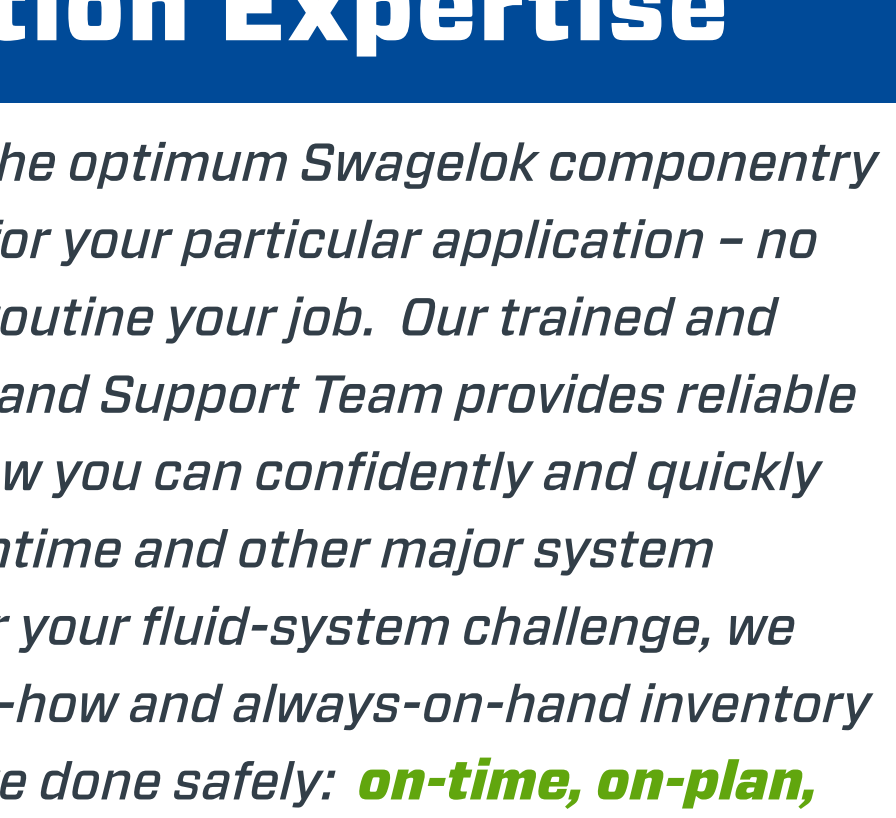 tion Expertise
he optimum Swagelok componentry
for your particular application – no
routine your job.  Our trained and
and Support Team provides reliable
w you can confidently and quickly
ntime and other major system
r your fluid-system challenge, we
-how and always-on-hand inventory
e done safely:  on-time, on-plan,